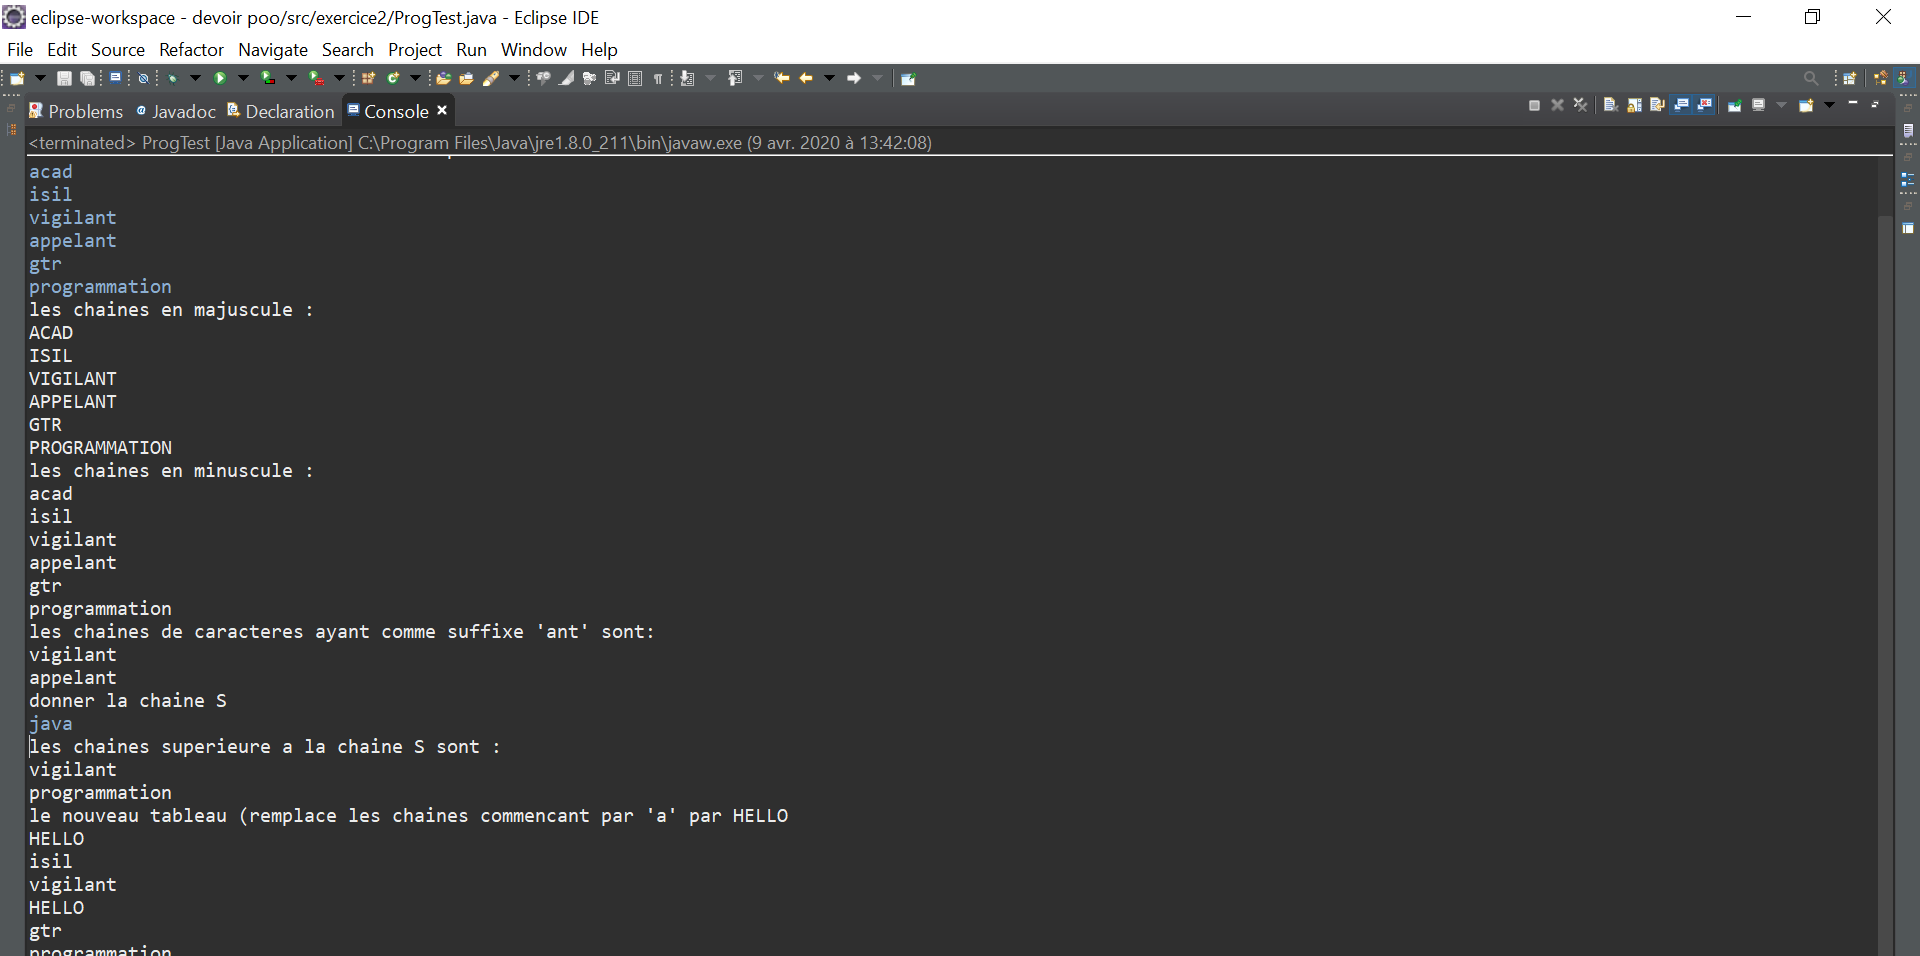 eclipse-workspace - devoir poo/src/exercice2/ProgTest.java - Eclipse IDE
File Edit Source Refactor Navigate Search Project Run Window Help
Problems @ Javadoc Declaration Console
<terminated> ProgTest [Java Application] C:\Program Files\Java\jre1.8.0_211\bin\javaw.exe (9 avr. 2020 à 13:42:08)
acad
isil
vigilant
appelant
gtr
programmation
les chaines en majuscule :
ACAD
ISIL
VIGILANT
APPELANT
GTR
PROGRAMMATION
les chaines en minuscule :
acad
isil
vigilant
appelant
gtr
programmation
les chaines de caracteres ayant comme suffixe 'ant' sont:
vigilant
appelant
donner la chaine S
java
les chaines superieure a la chaine S sont :
vigilant
programmation
le nouveau tableau (remplace les chaines commencant par 'a' par HELLO
HELLO
isil
vigilant
HELLO
gtr
programmation